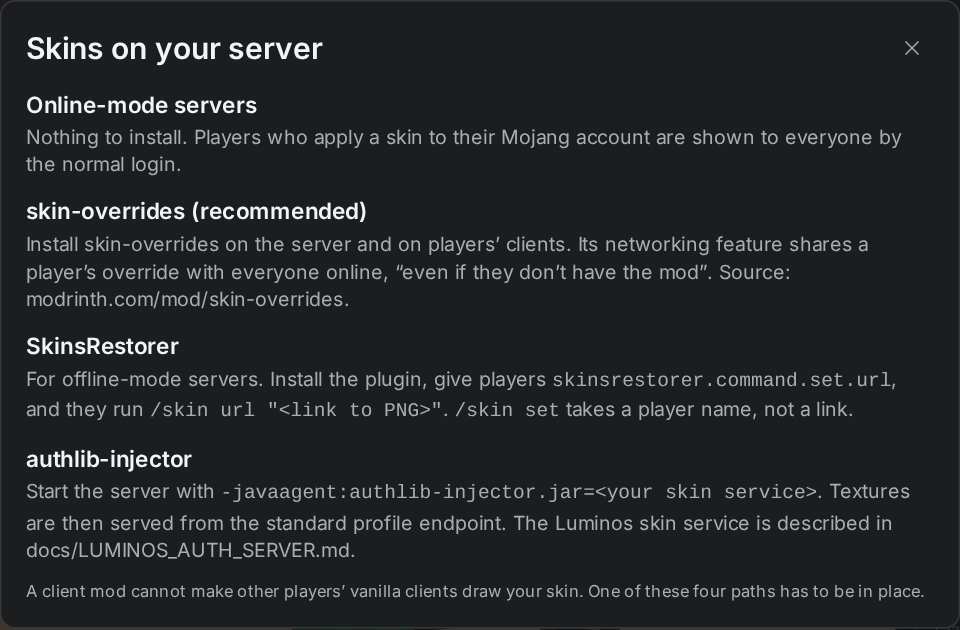 Skins on your server
Online-mode servers
Nothing to install. Players who apply a skin to their Mojang account are shown to everyone by
the normal login.
skin-overrides (recommended)
Install skin-overrides on the server and on players’ clients. Its networking feature shares a
player’s override with everyone online, “even if they don’t have the mod”. Source:
modrinth.com/mod/skin-overrides.
SkinsRestorer
For offline-mode servers. Install the plugin, give players skinsrestorer.command.set.url,
and they run /skin url "<link to PNG>". /skin set takes a player name, not a link.
authlib-injector
Start the server with -javaagent:authlib-injector.jar=<your skin service>. Textures
are then served from the standard profile endpoint. The Luminos skin service is described in
docs/LUMINOS_AUTH_SERVER.md.
A client mod cannot make other players’ vanilla clients draw your skin. One of these four paths has to be in place.